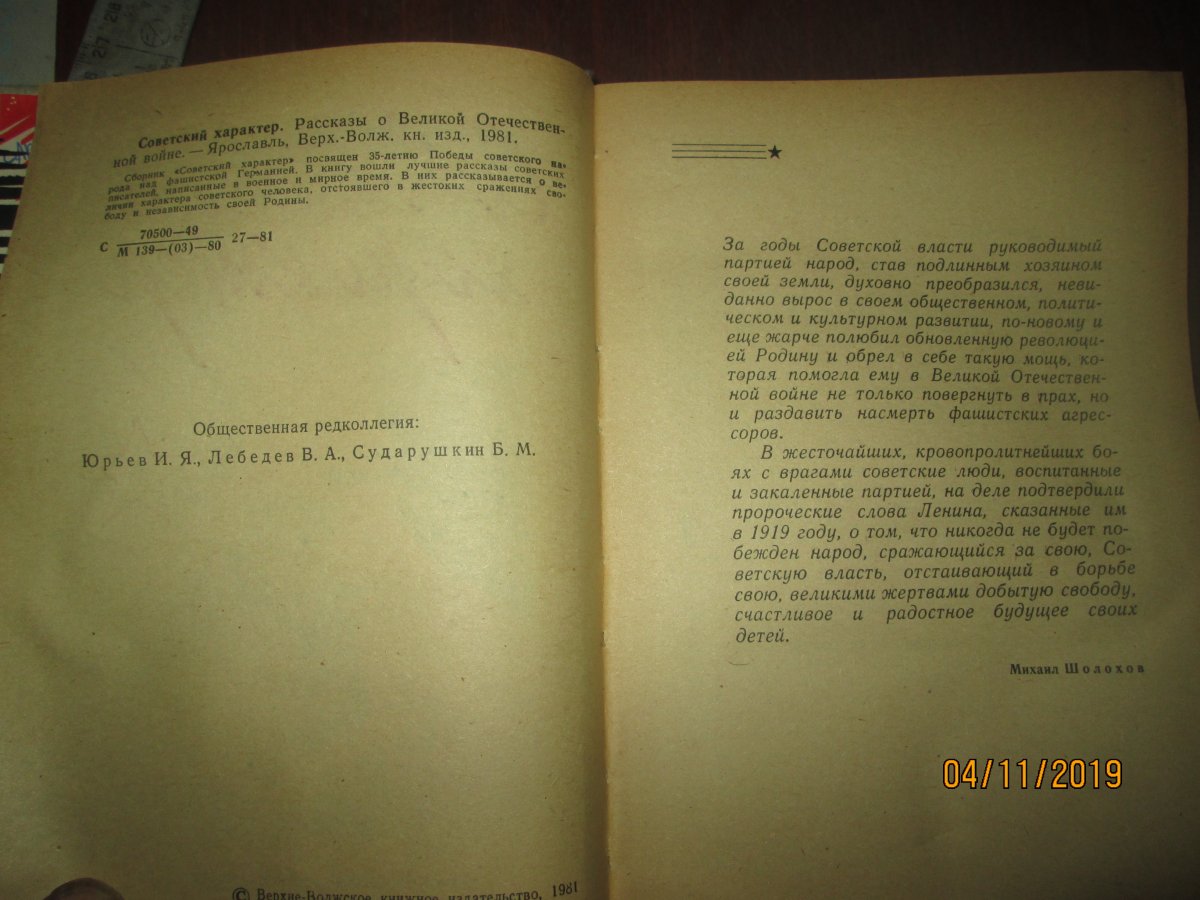 Советский характер. Рассказы о Великой Отечествен-
ной войне. — Ярославль, Верх.-Волж. кн. изд., 1981.
Сборник «Советский характер» посвящен 35-летию Победы советского на-
рода над фашистской Германией. В книгу вошли лучшие рассказы советских
писателей, написанные в военное и мирное время. В них рассказывается о ве-
личии характера советского человека, отстоявшего в жестоких сражениях сво-
боду и независимость своей Родины.
С 70500—49
М 139—(03)—80 27—81
Общественная редколлегия:
Юрьев И. Я., Лебедев В. А., Сударушкин Б. М.
© Верхне-Волжское книжное издательство, 1981
За годы Советской власти руководимый
партией народ, став подлинным хозяином
своей земли, духовно преобразился, неви-
данно вырос в своем общественном, полити-
ческом и культурном развитии, по-новому и
еще жарче полюбил обновленную революци-
ей Родину и обрел в себе такую мощь, ко-
торая помогла ему в Великой Отечествен-
ной войне не только повергнуть в прах, но
и раздавить насмерть фашистских агрес-
соров.
В жесточайших, кровопролитнейших бо-
ях с врагами советские люди, воспитанные
и закаленные партией, на деле подтвердили
пророческие слова Ленина, сказанные им
в 1919 году, о том, что никогда не будет по-
бежден народ, сражающийся за свою, Со-
ветскую власть, отстаивающий в борьбе
свою, великими жертвами добытую свободу,
счастливое и радостное будущее своих
детей.
Михаил Шолохов
04/11/2019